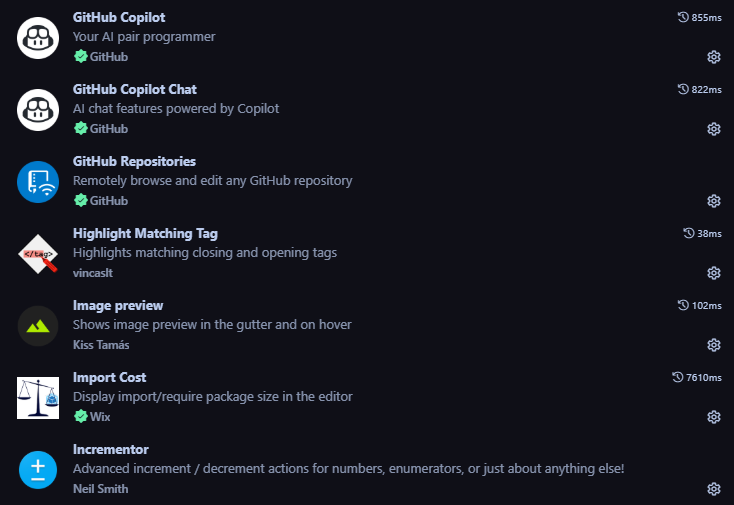 GitHub Copilot
855ms
Your AI pair programmer
GitHub
GitHub Copilot Chat
822ms
AI chat features powered by Copilot
GitHub
GitHub Repositories
Remotely browse and edit any GitHub repository
GitHub
Highlight Matching Tag
38ms
Highlights matching closing and opening tags
vincaslt
</tag>
Image preview
102ms
Shows image preview in the gutter and on hover
Kiss Tamás
Import Cost
7610ms
Display import/require package size in the editor
Wix
Incrementor
Advanced increment / decrement actions for numbers, enumerators, or just about anything else!
Neil Smith